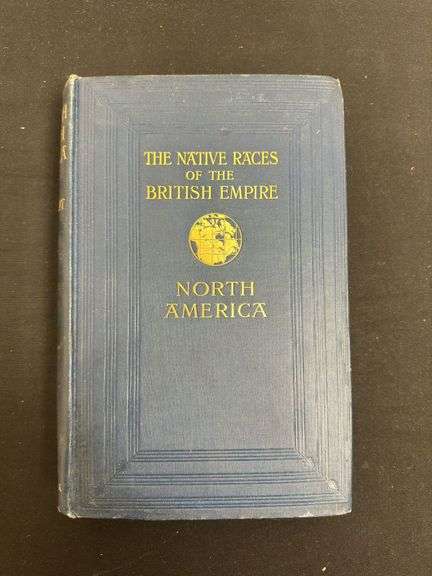 THE NATIVE RACES
OF THE
BRITISH EMPIRE
NORTH
AMERICA